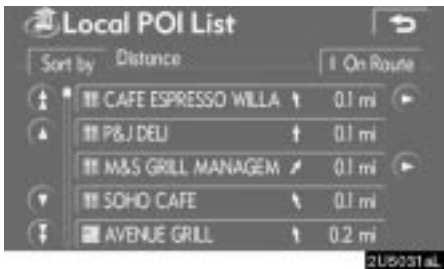 Local POI List
Sort by Distance On Route
CAFE ESPRESSO WILLA 0.1 mi
P&J DELI 0.1 mi
M&S GRILL MANAGEM 0.1 mi
SOHO CAFE 0.1 mi
AVENUE GRILL 0.2 mi
2U5031aL